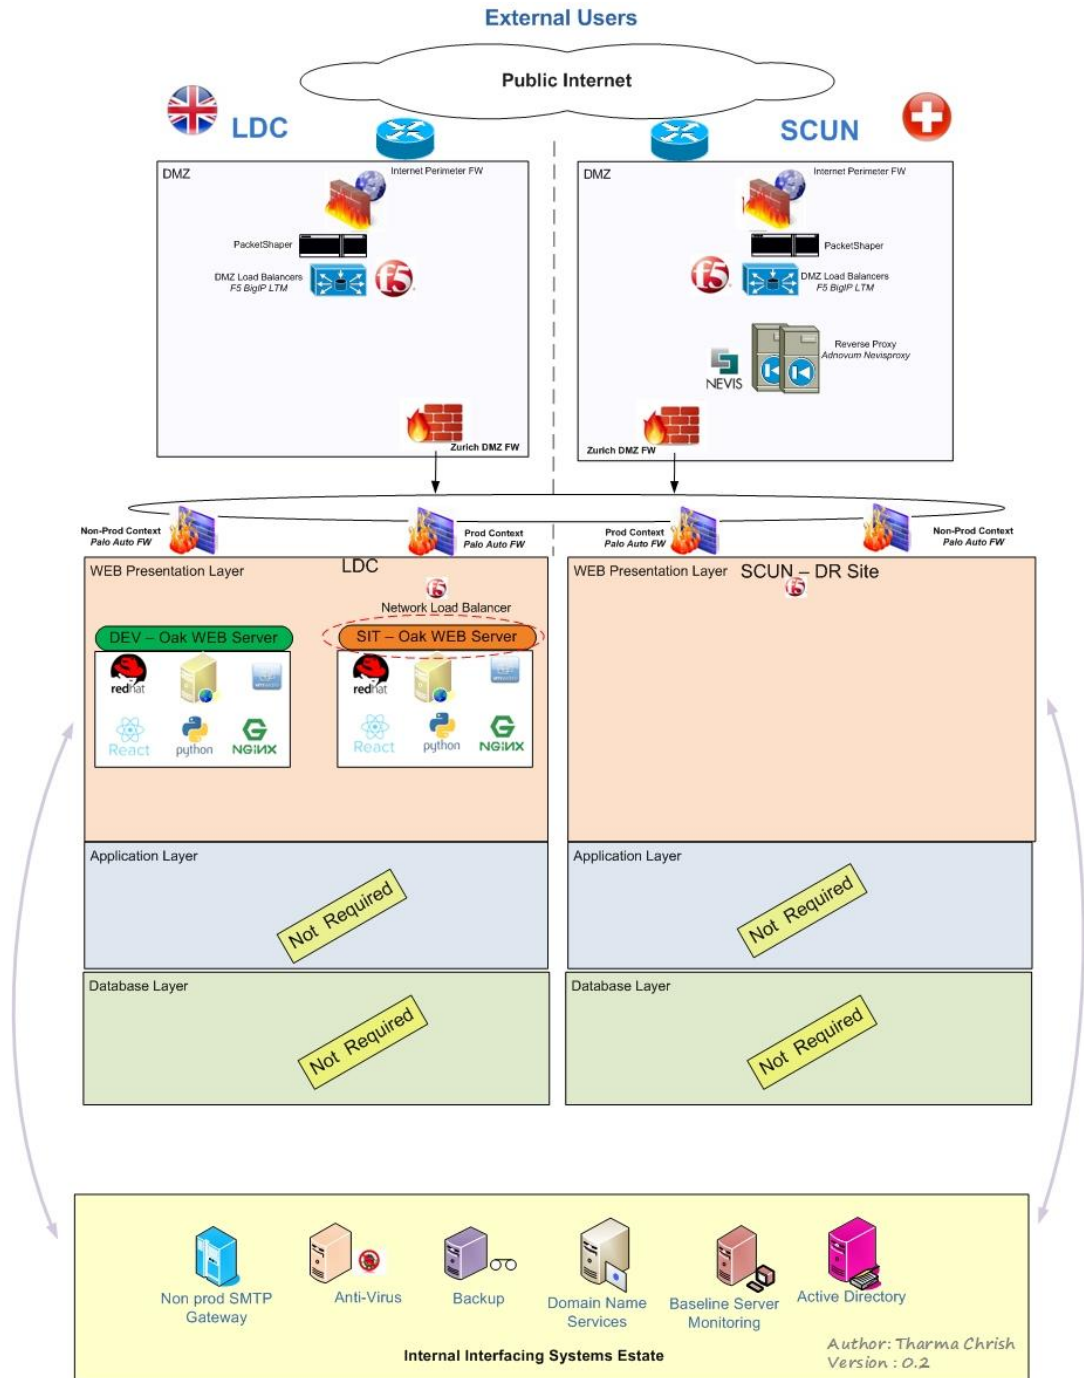 External Users
Public Internet
LDC
SCUN
DMZ
Internet Perimeter FW
PacketShaper
DMZ Load Balancers
F5 BigIP LTM
f5
Zurich DMZ FW
DMZ
Internet Perimeter FW
PacketShaper
f5
DMZ Load Balancers
F5 BigIP LTM
NEVIS
Reverse Proxy
Adnovum Nevisproxy
Zurich DMZ FW
Non-Prod Context
Palo Auto FW
Prod Context
Palo Auto FW
Prod Context
Palo Auto FW
Non-Prod Context
Palo Auto FW
WEB Presentation Layer
LDC
f5
Network Load Balancer
DEV – Oak WEB Server
redhat
React
python
NGINX
SIT – Oak WEB Server
redhat
React
python
NGINX
WEB Presentation Layer
SCUN – DR Site
f5
Application Layer
Not Required
Application Layer
Not Required
Database Layer
Not Required
Database Layer
Not Required
Non prod SMTP
Gateway
Anti-Virus
Backup
Domain Name
Services
Baseline Server
Monitoring
Active Directory
Internal Interfacing Systems Estate
Author: Tharma Chrish
Version : 0.2